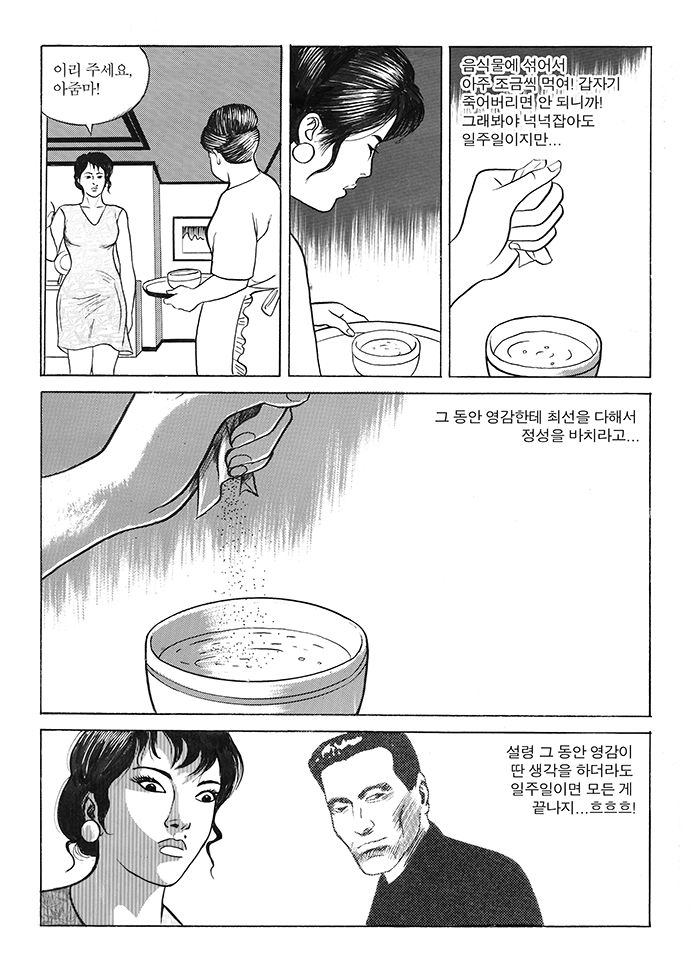 이리 주세요,
아줌마!
음식물에 섞어서
아주 조금씩 먹여! 갑자기
죽어버리면 안 되니까!
그래봐야 넉넉잡아도
일주일이지만...
그 동안 영감한테 최선을 다해서
정성을 바치라고...
설령 그 동안 영감이
딴 생각을 하더라도
일주일이면 모든 게
끝나지...흐흐흐!